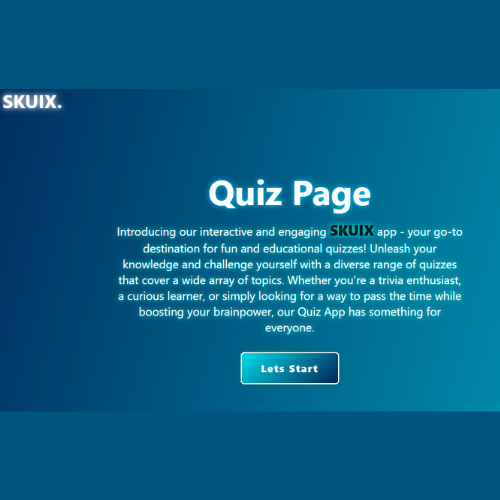 SKUIX.
Quiz Page
Introducing our interactive and engaging SKUIX app - your go-to
destination for fun and educational quizzes! Unleash your
knowledge and challenge yourself with a diverse range of quizzes
that cover a wide array of topics. Whether you're a trivia enthusiast,
a curious learner, or simply looking for a way to pass the time while
boosting your brainpower, our Quiz App has something for
everyone.
Lets Start